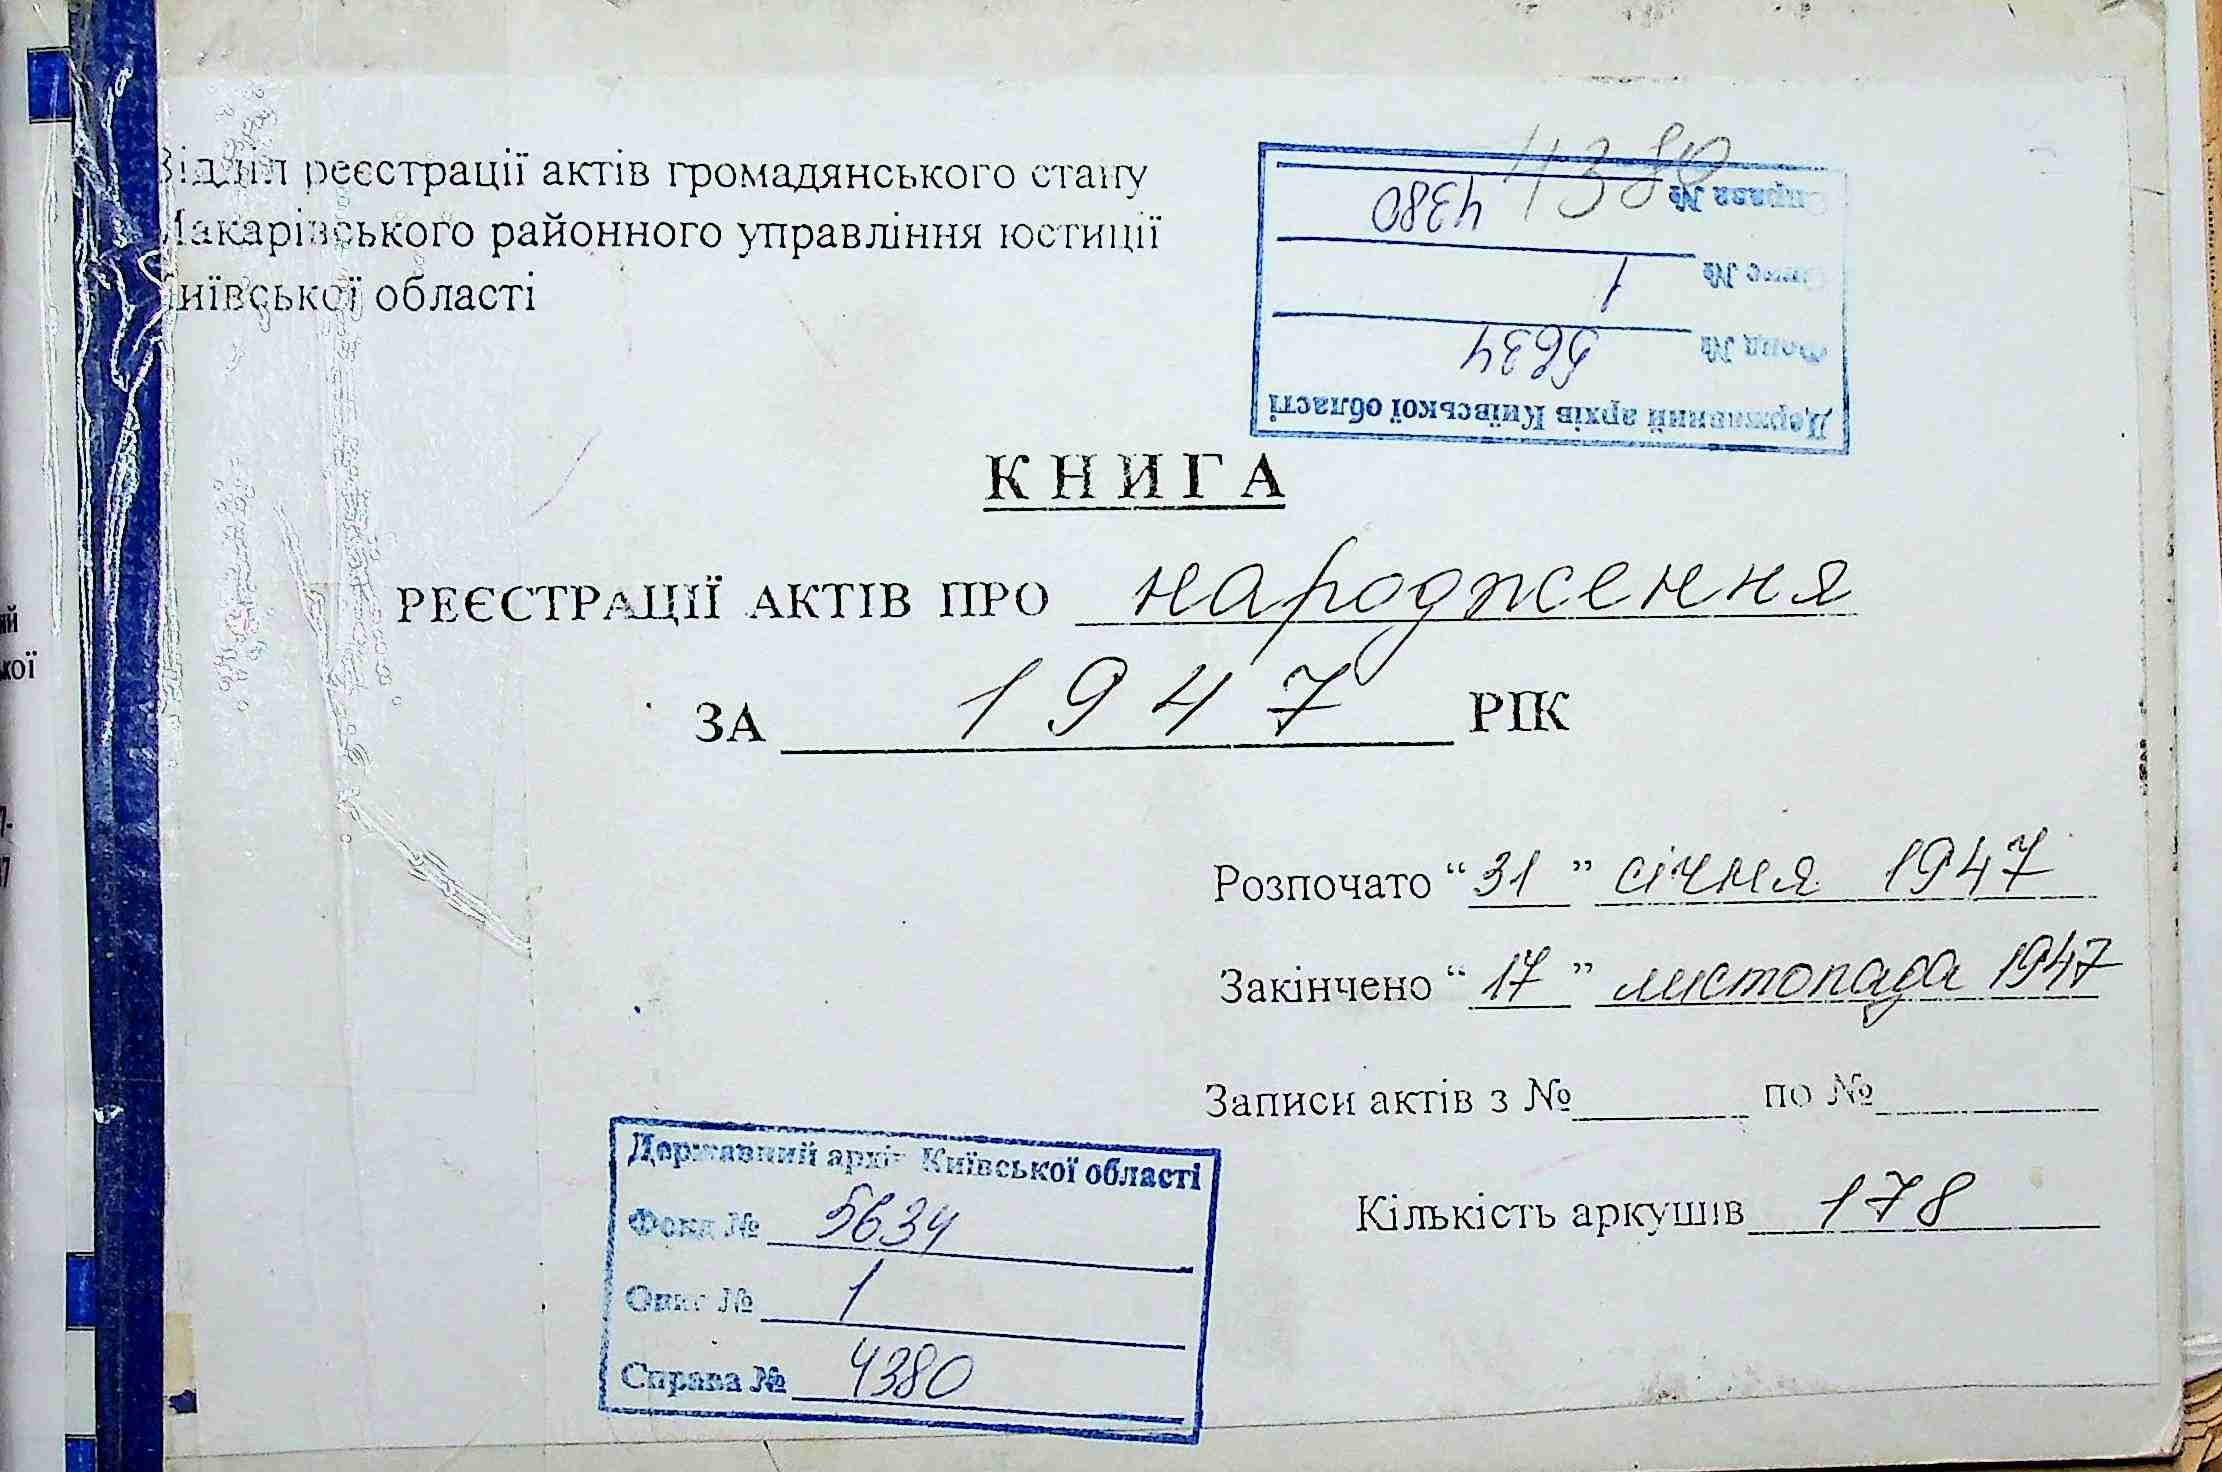 Відділ реєстрації актів громадянського стану
Макарівського районного управління юстиції
Київської області
4380
Державний архів Київської області
Фонд № 5634
Опис № 1
Справа № 4380
КНИГА
РЕЄСТРАЦІЇ АКТІВ ПРО народження
ЗА 1947 РІК
Розпочато “31” січня 1947
Закінчено “17” листопада 1947
Записи актів з № по №
Кількість аркушів 178
Державний архів Київської області
Фонд № 5634
Опис № 1
Справа № 4380